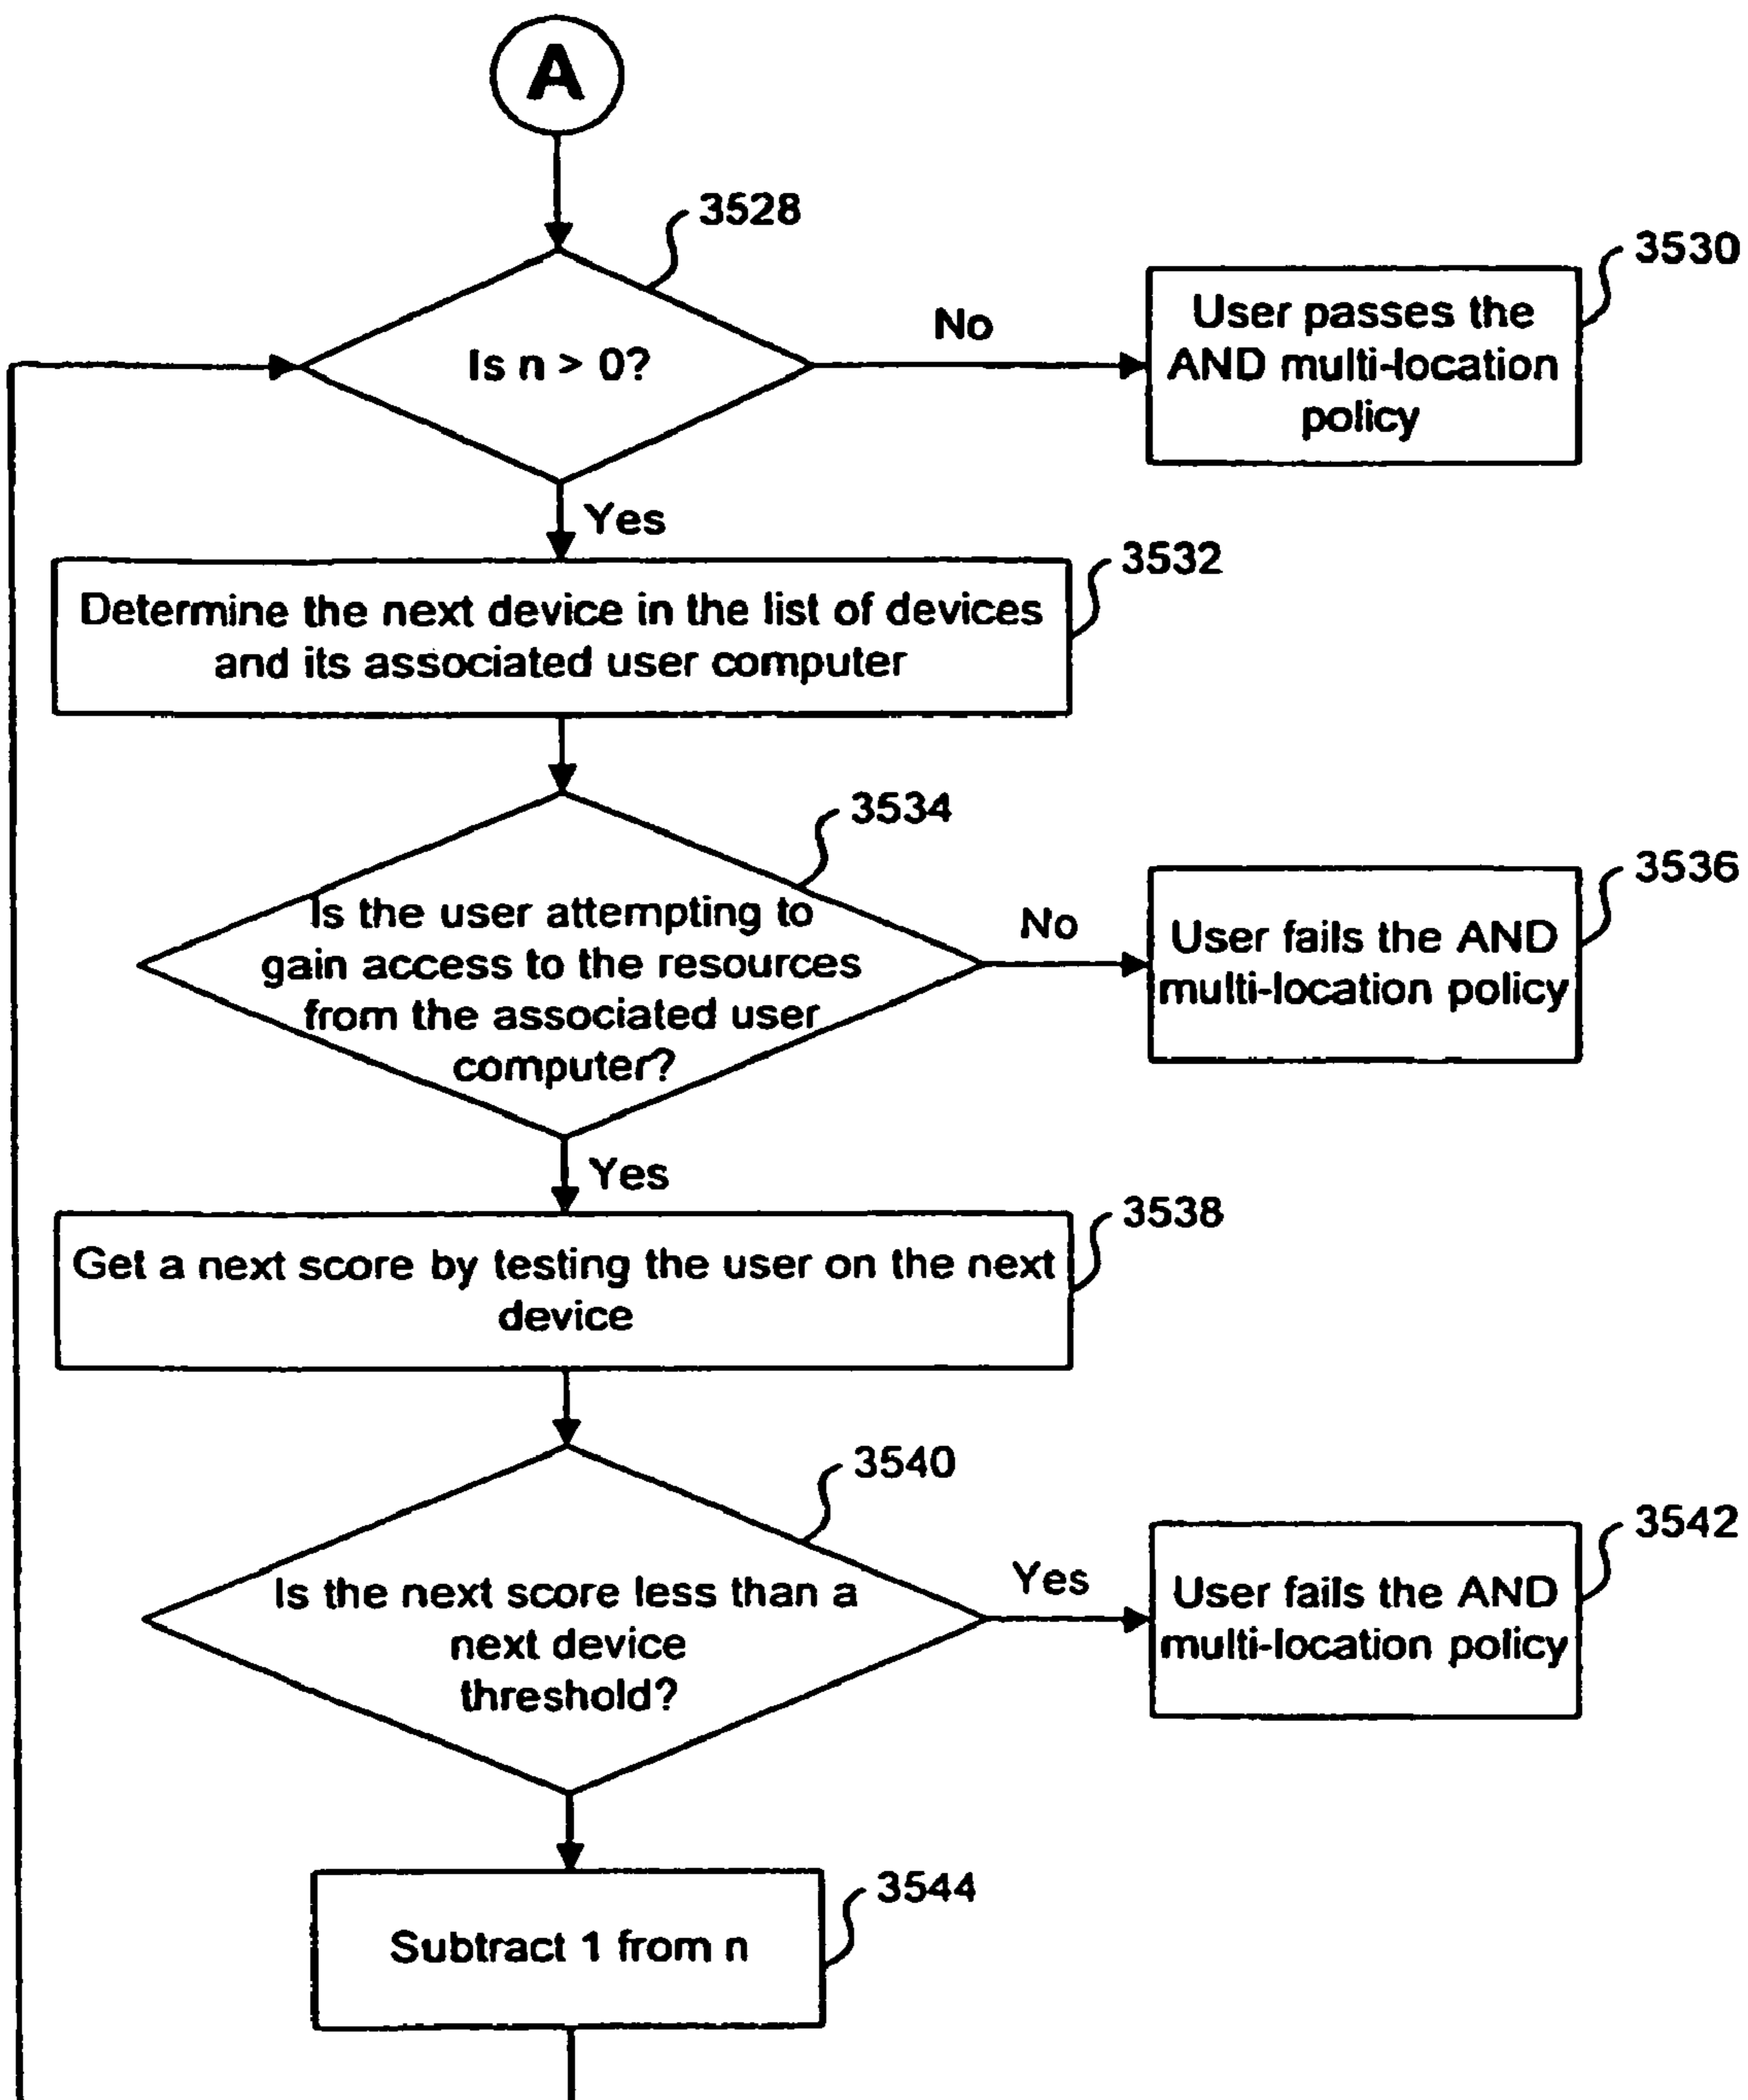 A
3528
Is n > 0?
No
3530
User passes the
AND multi-location
policy
Yes
3532
Determine the next device in the list of devices
and its associated user computer
3534
Is the user attempting to
gain access to the resources
from the associated user
computer?
No
3536
User fails the AND
multi-location policy
Yes
3538
Get a next score by testing the user on the next
device
3540
Is the next score less than a
next device
threshold?
Yes
3542
User fails the AND
multi-location policy
3544
Subtract 1 from n